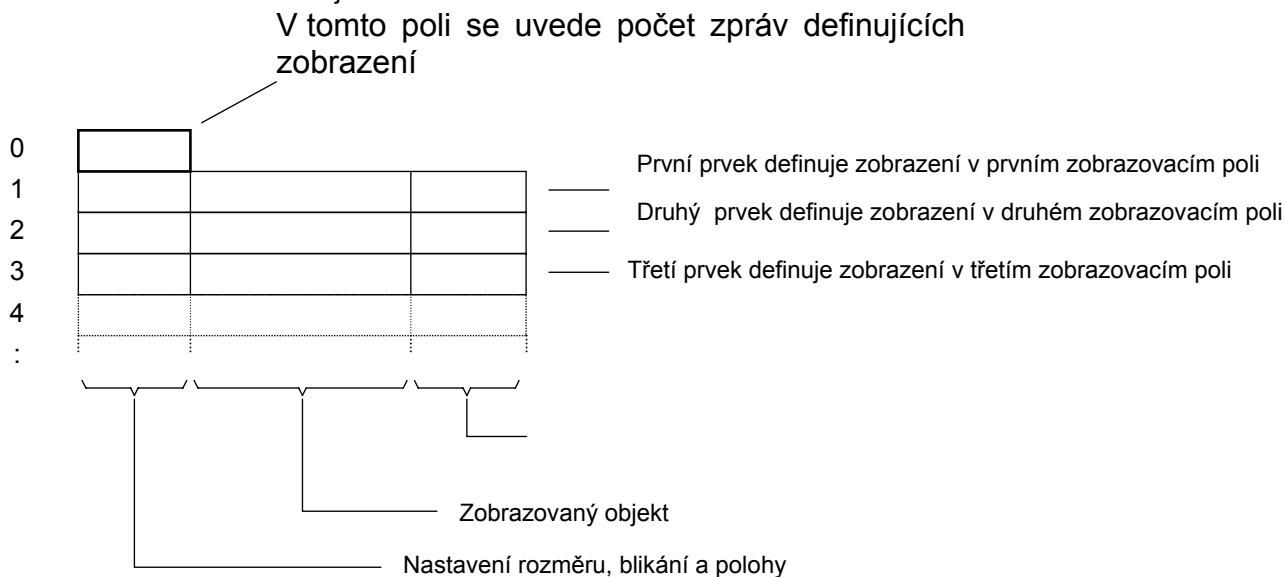 V tomto poli se uvede počet zpráv definujících
zobrazení
0
První prvek definuje zobrazení v prvním zobrazovacím poli
1
Druhý prvek definuje zobrazení v druhém zobrazovacím poli
2
3
Třetí prvek definuje zobrazení v třetím zobrazovacím poli
4
:
Zobrazovaný objekt
Nastavení rozměru, blikání a polohy